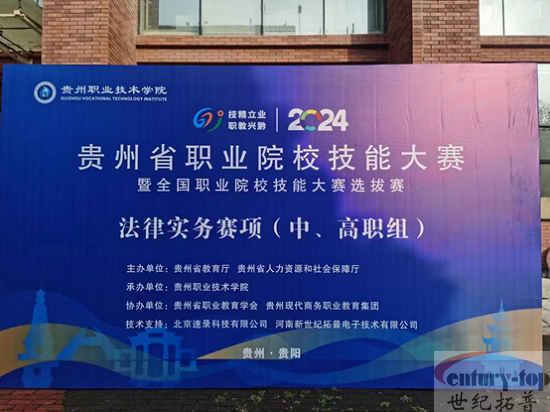 贵州职业技术学院
GUIZHOU VOCATIONAL TECHNOLOGY INSTITUTE
技精立业
职教兴黔
2024
贵州省职业院校技能大赛
暨全国职业院校技能大赛选拔赛
法律实务赛项（中、高职组）
主办单位：贵州省教育厅 贵州省人力资源和社会保障厅
承办单位：贵州职业技术学院
协办单位：贵州省职业教育学会 贵州现代商务职业教育集团
技术支持：北京速录科技有限公司 河南新世纪拓普电子技术有限公司
贵州·贵阳
Century-top
世纪拓普